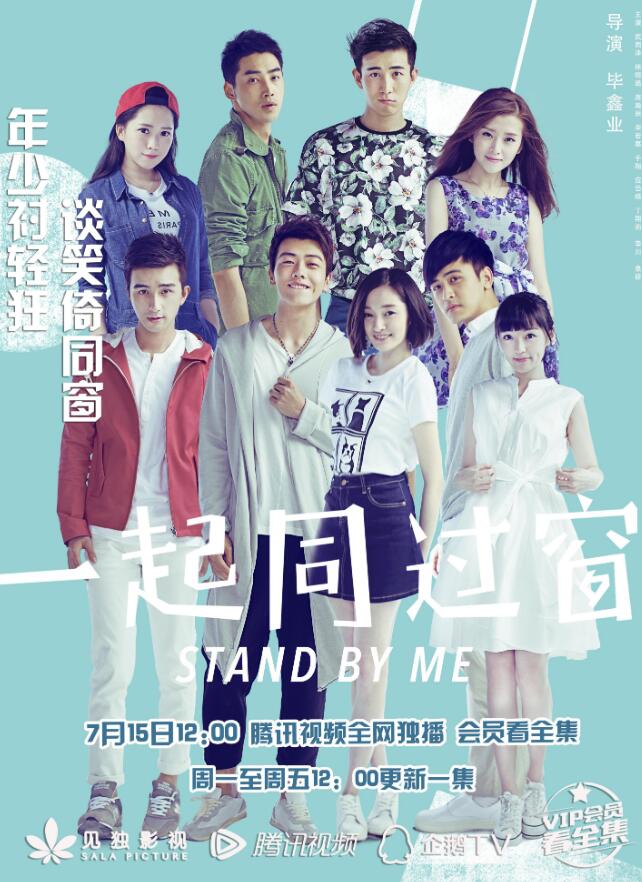 导演 毕鑫业
年少衬轻狂
谈笑倚同窗
一起同过窗
STAND BY ME
7月15日12:00 腾讯视频全网独播 会员看全集
周一至周五12：00更新一集
见独影视
SALA PICTURE
腾讯视频
企鹅TV
VIP会员
看全集